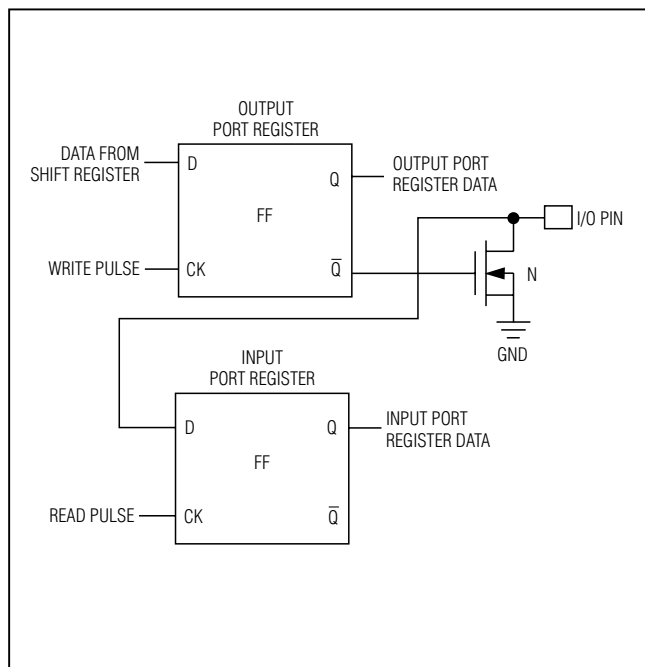 OUTPUT
PORT REGISTER
DATA FROM
SHIFT REGISTER
D
Q
OUTPUT PORT
REGISTER DATA
FF
I/O PIN
WRITE PULSE
CK
Q̅
N
GND
INPUT
PORT REGISTER
D
Q
INPUT PORT
REGISTER DATA
FF
READ PULSE
CK
Q̅